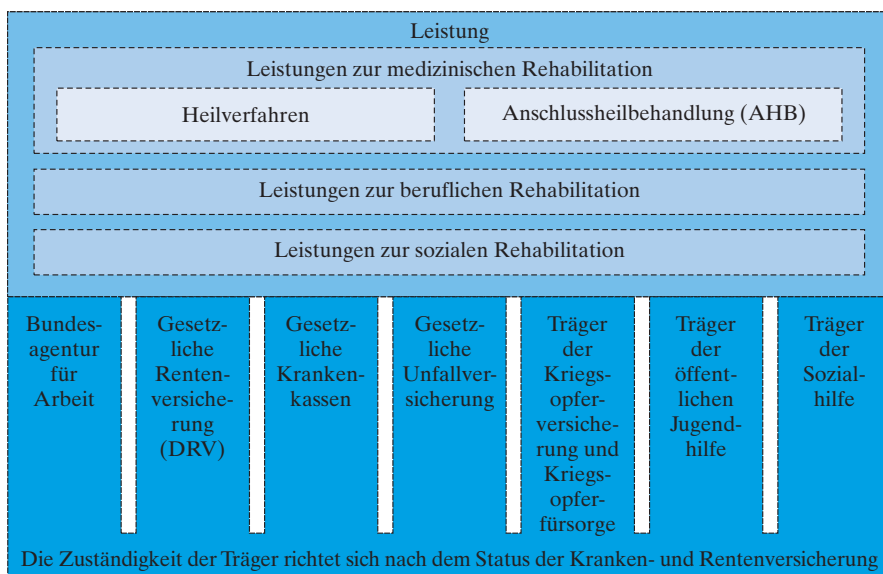 Leistung
Leistungen zur medizinischen Rehabilitation
Heilverfahren
Anschlussheilbehandlung (AHB)
Leistungen zur beruflichen Rehabilitation
Leistungen zur sozialen Rehabilitation
Bundes-
agentur
für
Arbeit
Gesetz-
liche
Renten-
versiche-
rung
(DRV)
Gesetz-
liche
Kranken-
kassen
Gesetz-
liche
Unfallver-
sicherung
Träger
der
Kriegs-
opfer-
versiche-
rung und
Kriegs-
opfer-
fürsorge
Träger
der
öffent-
lichen
Jugend-
hilfe
Träger
der
Sozial-
hilfe
Die Zuständigkeit der Träger richtet sich nach dem Status der Kranken- und Rentenversicherung